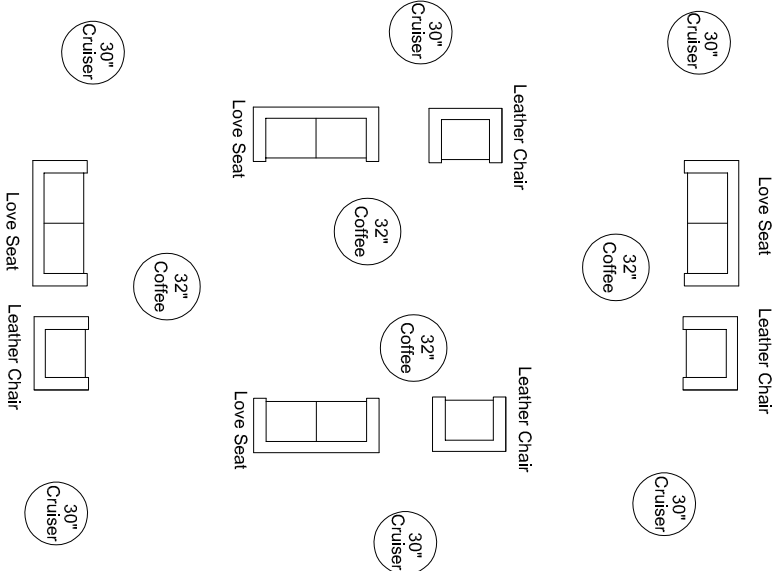 30"
Cruiser
30"
Cruiser
30"
Cruiser
Love Seat
Leather Chair
Love Seat
Love Seat
32"
Coffee
32"
Coffee
32"
Coffee
Leather Chair
32"
Coffee
Leather Chair
Love Seat
Leather Chair
30"
Cruiser
30"
Cruiser
30"
Cruiser